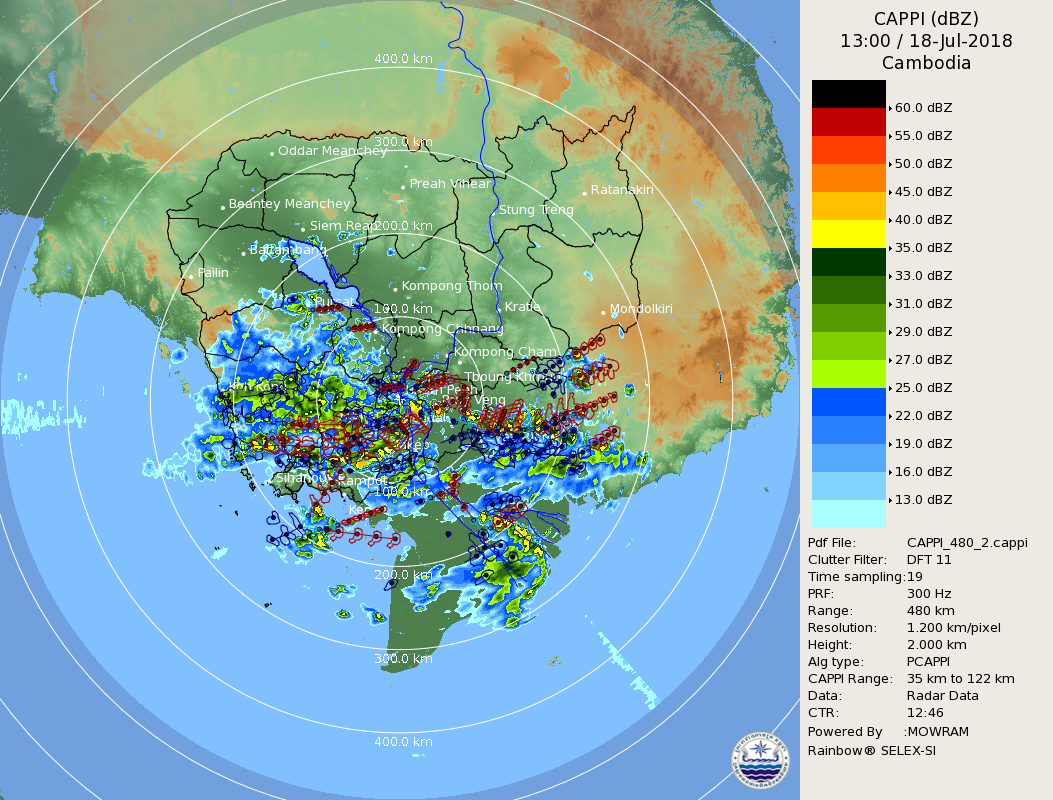 CAPPI (dBZ)
13:00 / 18-Jul-2018
Cambodia
60.0 dBZ
55.0 dBZ
50.0 dBZ
45.0 dBZ
40.0 dBZ
35.0 dBZ
33.0 dBZ
31.0 dBZ
29.0 dBZ
27.0 dBZ
25.0 dBZ
22.0 dBZ
19.0 dBZ
16.0 dBZ
13.0 dBZ
Pdf File: CAPPI_480_2.cappi
Clutter Filter: DFT 11
Time sampling:19
PRF: 300 Hz
Range: 480 km
Resolution: 1.200 km/pixel
Height: 2.000 km
Alg type: PCAPPI
CAPPI Range: 35 km to 122 km
Data: Radar Data
CTR: 12:46
Powered By :MOWRAM
Rainbow® SELEX-SI
400.0 km
300.0 km
Oddar Meanchey
Preah Vihear
Ratanakiri
Beantey Meanchey
Stung Treng
Siem Reap
200.0 km
Battambang
Pailin
Kompong Thom
Pursat
100.0 km
Kratie
Mondolkiri
Kompong Chhnang
Kompong Cham
Veng
100.0 km
200.0 km
300.0 km
400.0 km